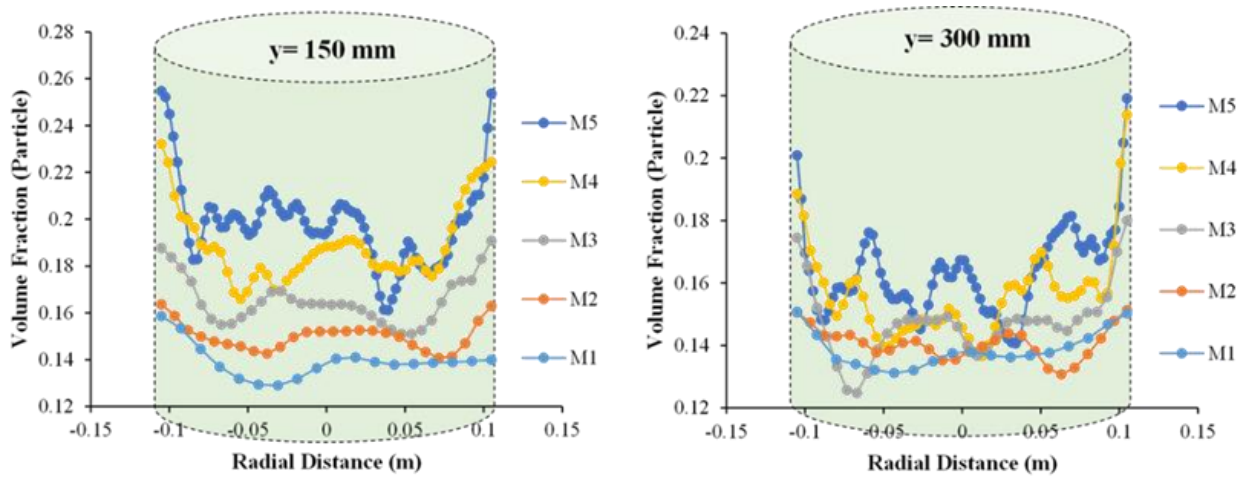 y= 150 mm
0.28
0.26
0.24
0.22
0.2
0.18
0.16
0.14
0.12
Volume Fraction (Particle)
-0.15
-0.1
-0.05
0
0.05
0.1
0.15
Radial Distance (m)
M5
M4
M3
M2
M1
y= 300 mm
0.24
0.22
0.2
0.18
0.16
0.14
0.12
Volume Fraction (Particle)
-0.15
-0.1
-0.05
0
0.05
0.1
0.15
Radial Distance (m)
M5
M4
M3
M2
M1